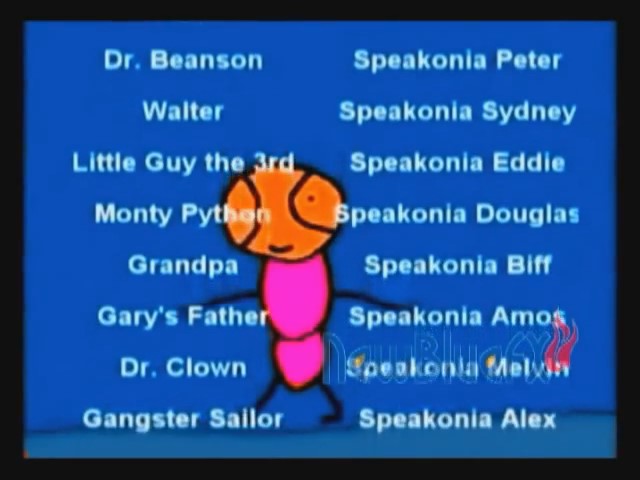 Dr. Beanson Speakonia Peter
Walter Speakonia Sydney
Little Guy the 3rd Speakonia Eddie
Monty Python Speakonia Douglas
Grandpa Speakonia Biff
Gary's Father Speakonia Amos
Dr. Clown Speakonia Melvin
NewBlueFX
Gangster Sailor Speakonia Alex